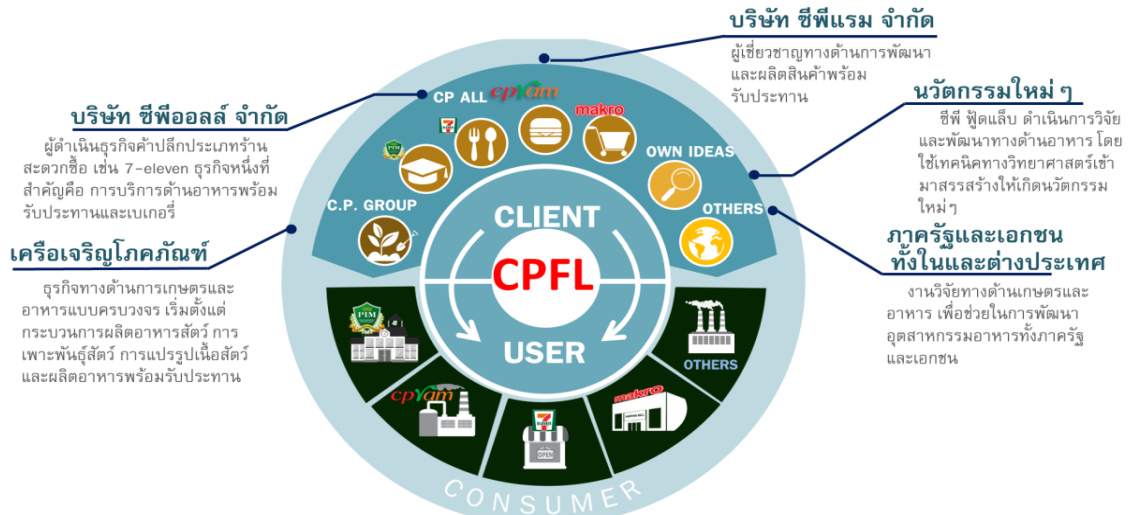 บริษัท ซีพีแรม จำกัด
ผู้เชี่ยวชาญทางด้านการพัฒนา
และผลิตสินค้าพร้อม
รับประทาน
บริษัท ซีพีออลล์ จำกัด
ผู้ดำเนินธุรกิจค้าปลีกประเภทร้าน
สะดวกซื้อ เช่น 7-eleven ธุรกิจหนึ่งที่
สำคัญคือ การบริการด้านอาหารพร้อม
รับประทานและเบเกอรี่
เครือเจริญโภคภัณฑ์
ธุรกิจทางด้านการเกษตรและ
อาหารแบบครบวงจร เริ่มตั้งแต่
กระบวนการผลิตอาหารสัตว์ การ
เพาะพันธุ์สัตว์ การแปรรูปเนื้อสัตว์
และผลิตอาหารพร้อมรับประทาน
นวัตกรรมใหม่ ๆ
ซีพี ฟู้ดแล็บ ดำเนินการวิจัย
และพัฒนาทางด้านอาหาร โดย
ใช้เทคนิคทางวิทยาศาสตร์เข้า
มาสรรสร้างให้เกิดนวัตกรรม
ใหม่ๆ
ภาครัฐและเอกชน
ทั้งในและต่างประเทศ
งานวิจัยทางด้านเกษตรและ
อาหาร เพื่อช่วยในการพัฒนา
อุตสาหกรรมอาหารทั้งภาครัฐ
และเอกชน
CP ALL
cpram
makro
PIM
OWN IDEAS
C.P. GROUP
OTHERS
CLIENT
CPFL
USER
PIM
cpram
7 ELEVEN
OPEN
makro
OTHERS
CONSUMER